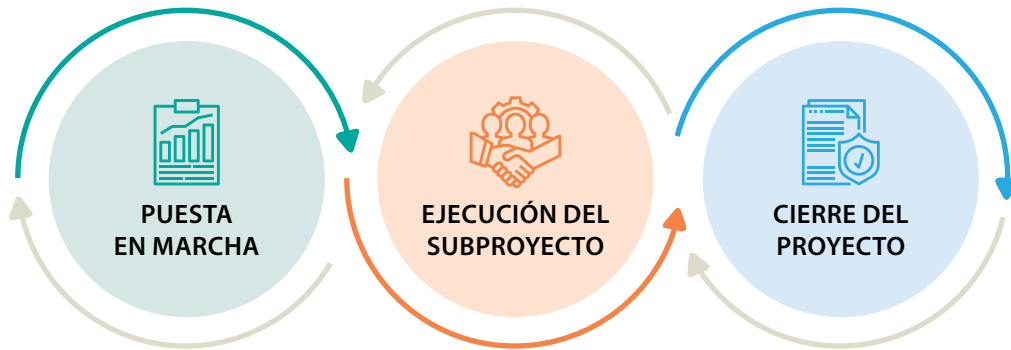 PUESTA
EN MARCHA
EJECUCIÓN DEL
SUBPROYECTO
CIERRE DEL
PROYECTO